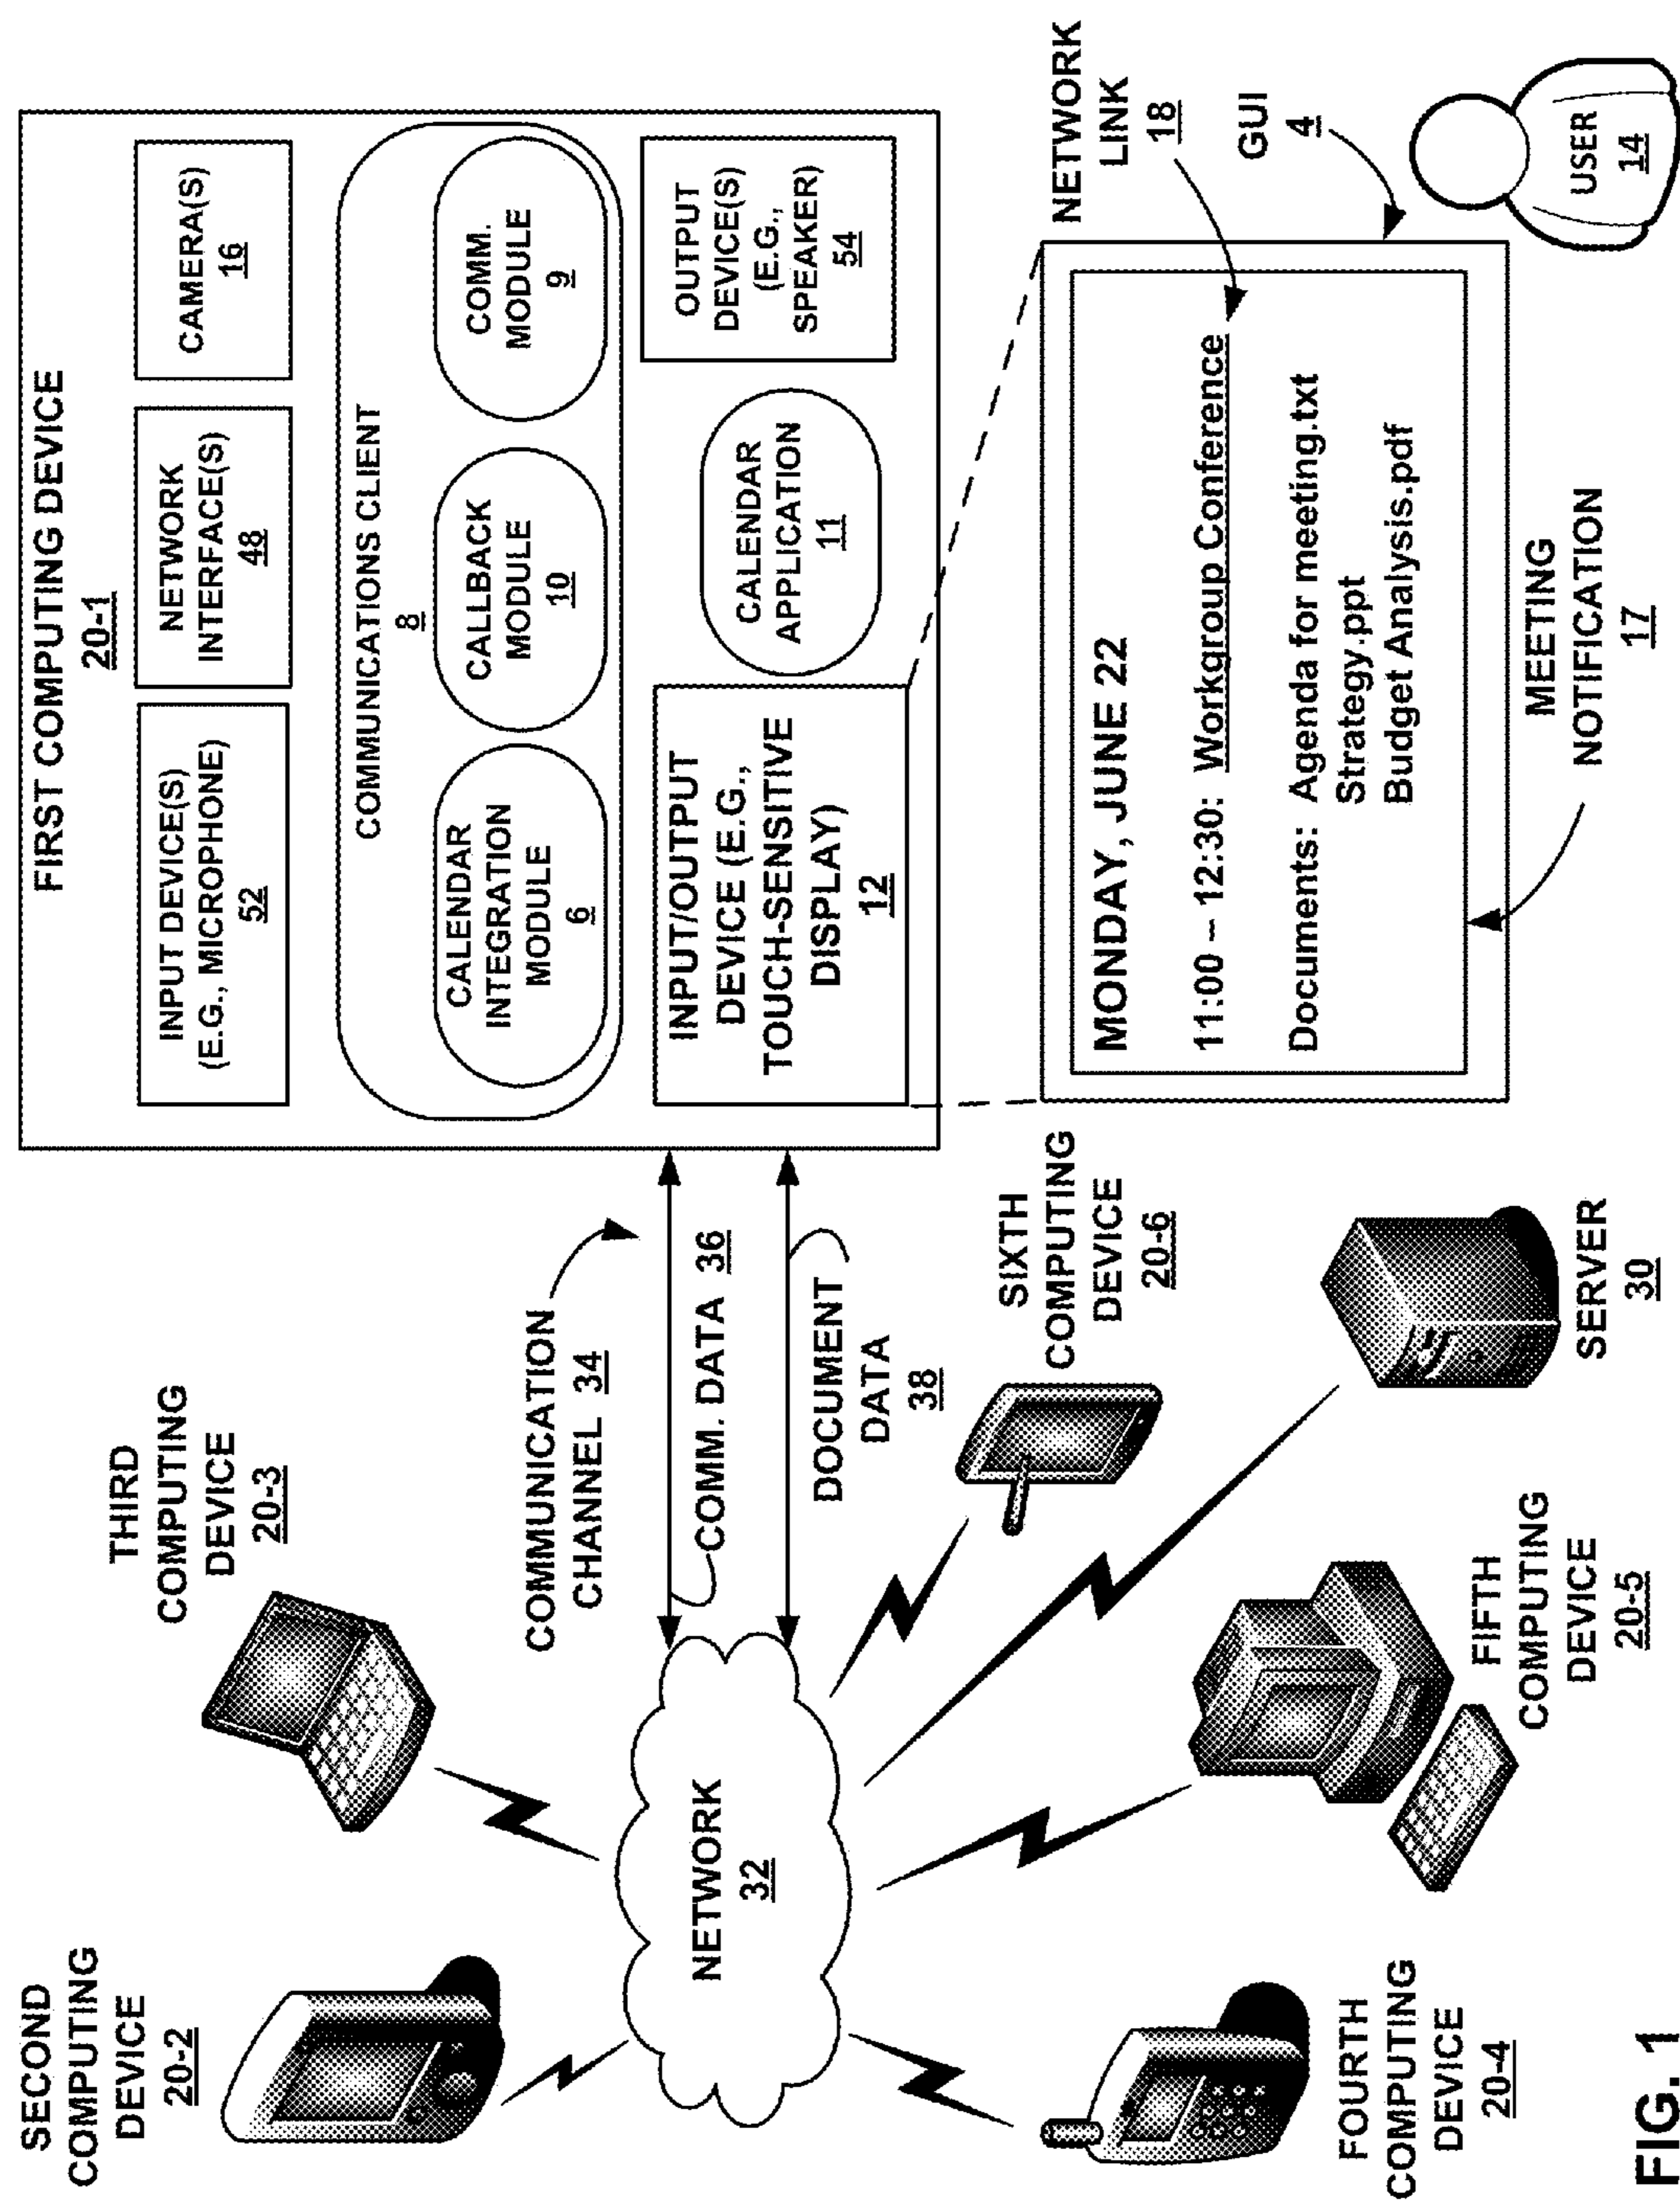 FIRST COMPUTING DEVICE
20-1
INPUT DEVICE(S)
(E.G., MICROPHONE)
52
NETWORK
INTERFACE(S)
48
CAMERA(S)
16
COMMUNICATIONS CLIENT
8
CALENDAR
INTEGRATION
MODULE
6
CALLBACK
MODULE
10
COMM.
MODULE
9
INPUT/OUTPUT
DEVICE (E.G.,
TOUCH-SENSITIVE
DISPLAY)
12
CALENDAR
APPLICATION
11
OUTPUT
DEVICE(S)
(E.G.,
SPEAKER)
54
SECOND
COMPUTING
DEVICE
20-2
THIRD
COMPUTING
DEVICE
20-3
COMMUNICATION
CHANNEL 34
COMM. DATA 36
DOCUMENT
DATA
38
NETWORK
32
SIXTH
COMPUTING
DEVICE
20-6
NETWORK
LINK
18
GUI
4
MONDAY, JUNE 22
11:00 – 12:30: Workgroup Conference
Documents: Agenda for meeting.txt
Strategy.ppt
Budget Analysis.pdf
USER
14
MEETING
NOTIFICATION
17
FOURTH
COMPUTING
DEVICE
20-4
FIFTH
COMPUTING
DEVICE
20-5
SERVER
30
FIG. 1